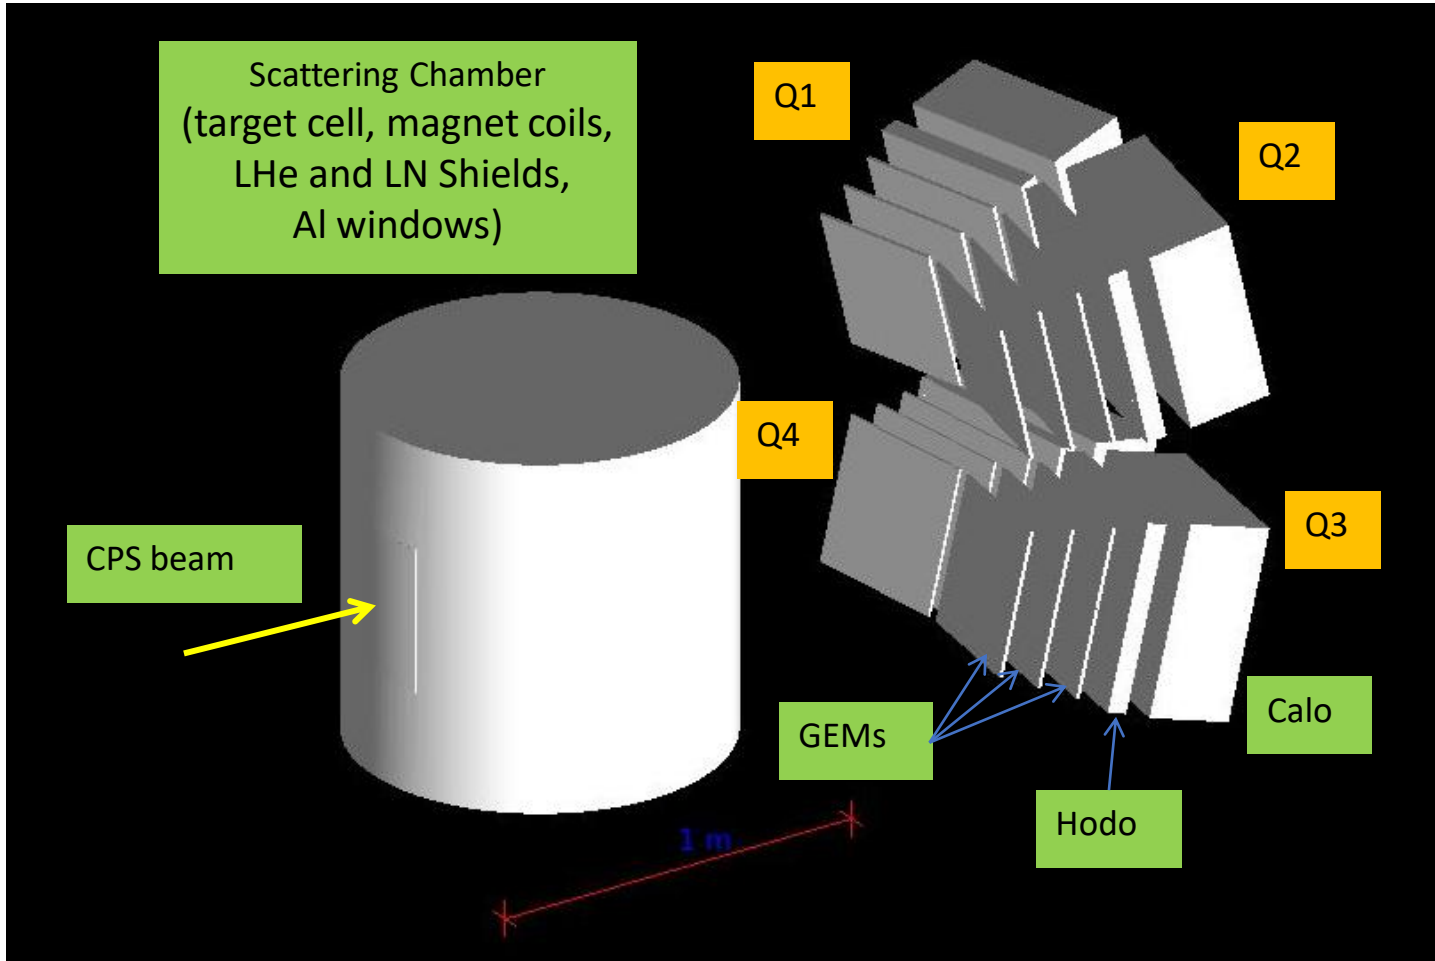 Scattering Chamber
(target cell, magnet coils,
LHe and LN Shields,
Al windows)
Q1
Q2
Q4
Q3
CPS beam
GEMs
Calo
Hodo
1 m